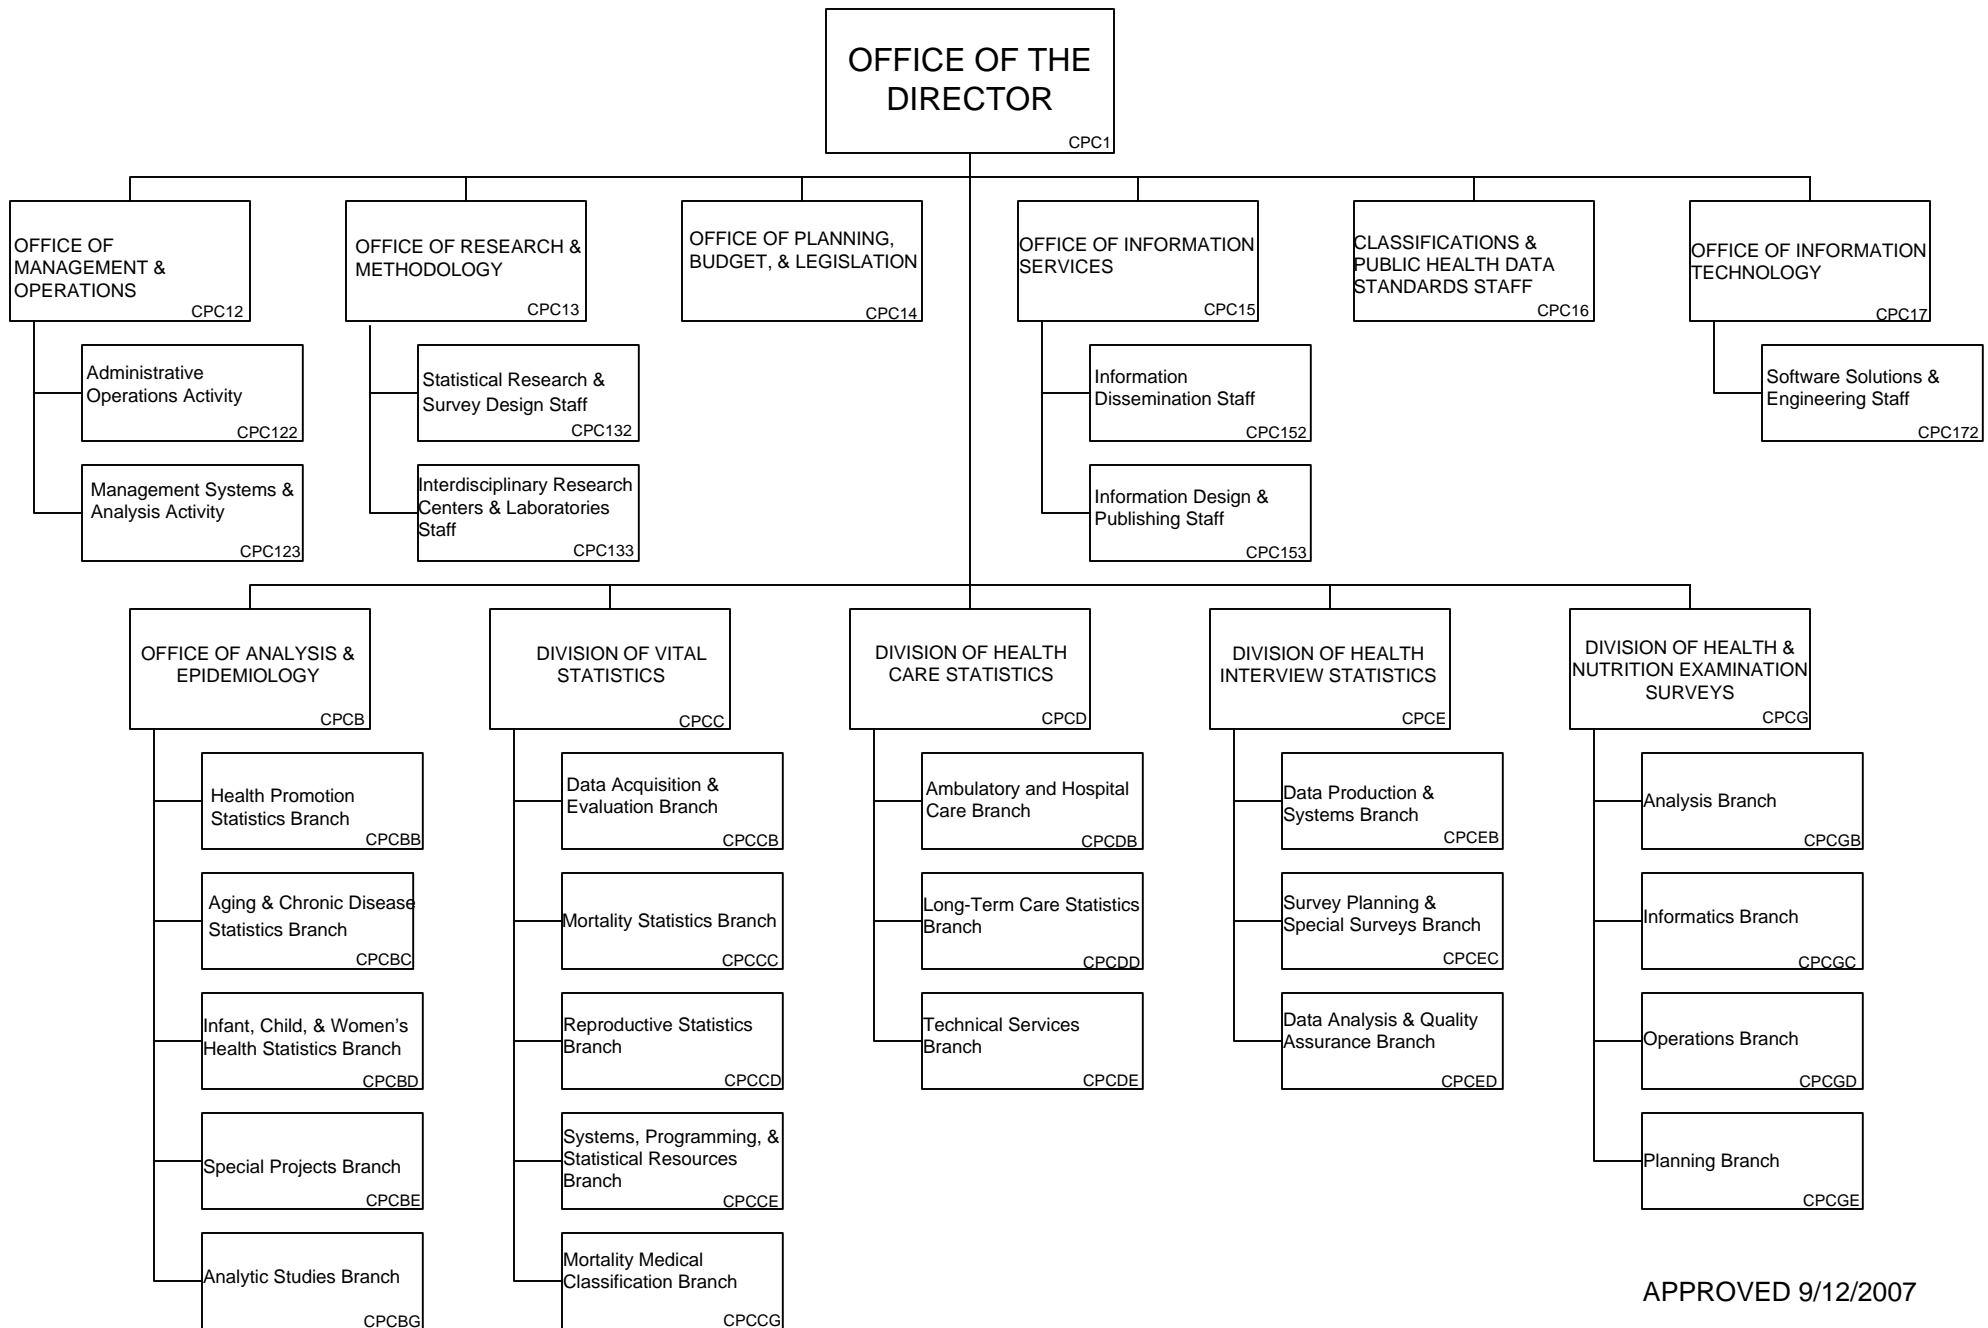 OFFICE OF THE
DIRECTOR
CPC1
OFFICE OF
MANAGEMENT &
OPERATIONS
CPC12
OFFICE OF RESEARCH &
METHODOLOGY
CPC13
OFFICE OF PLANNING,
BUDGET, & LEGISLATION
CPC14
OFFICE OF INFORMATION
SERVICES
CPC15
CLASSIFICATIONS &
PUBLIC HEALTH DATA
STANDARDS STAFF
CPC16
OFFICE OF INFORMATION
TECHNOLOGY
CPC17
Administrative
Operations Activity
CPC122
Management Systems &
Analysis Activity
CPC123
Statistical Research &
Survey Design Staff
CPC132
Interdisciplinary Research
Centers & Laboratories
Staff
CPC133
Information
Dissemination Staff
CPC152
Information Design &
Publishing Staff
CPC153
Software Solutions &
Engineering Staff
CPC172
OFFICE OF ANALYSIS &
EPIDEMIOLOGY
CPCB
Health Promotion
Statistics Branch
CPCBB
Aging & Chronic Disease
Statistics Branch
CPCBC
Infant, Child, & Women's
Health Statistics Branch
CPCBD
Special Projects Branch
CPCBE
Analytic Studies Branch
CPCBG
DIVISION OF VITAL
STATISTICS
CPCC
Data Acquisition &
Evaluation Branch
CPCCB
Mortality Statistics Branch
CPCCC
Reproductive Statistics
Branch
CPCCD
Systems, Programming, &
Statistical Resources
Branch
CPCCE
Mortality Medical
Classification Branch
CPCCG
DIVISION OF HEALTH
CARE STATISTICS
CPCD
Ambulatory and Hospital
Care Branch
CPCDB
Long-Term Care Statistics
Branch
CPCDD
Technical Services
Branch
CPCDE
DIVISION OF HEALTH
INTERVIEW STATISTICS
CPCE
Data Production &
Systems Branch
CPCEB
Survey Planning &
Special Surveys Branch
CPCEC
Data Analysis & Quality
Assurance Branch
CPCED
DIVISION OF HEALTH &
NUTRITION EXAMINATION
SURVEYS
CPCG
Analysis Branch
CPCGB
Informatics Branch
CPCGC
Operations Branch
CPCGD
Planning Branch
CPCGE
APPROVED 9/12/2007